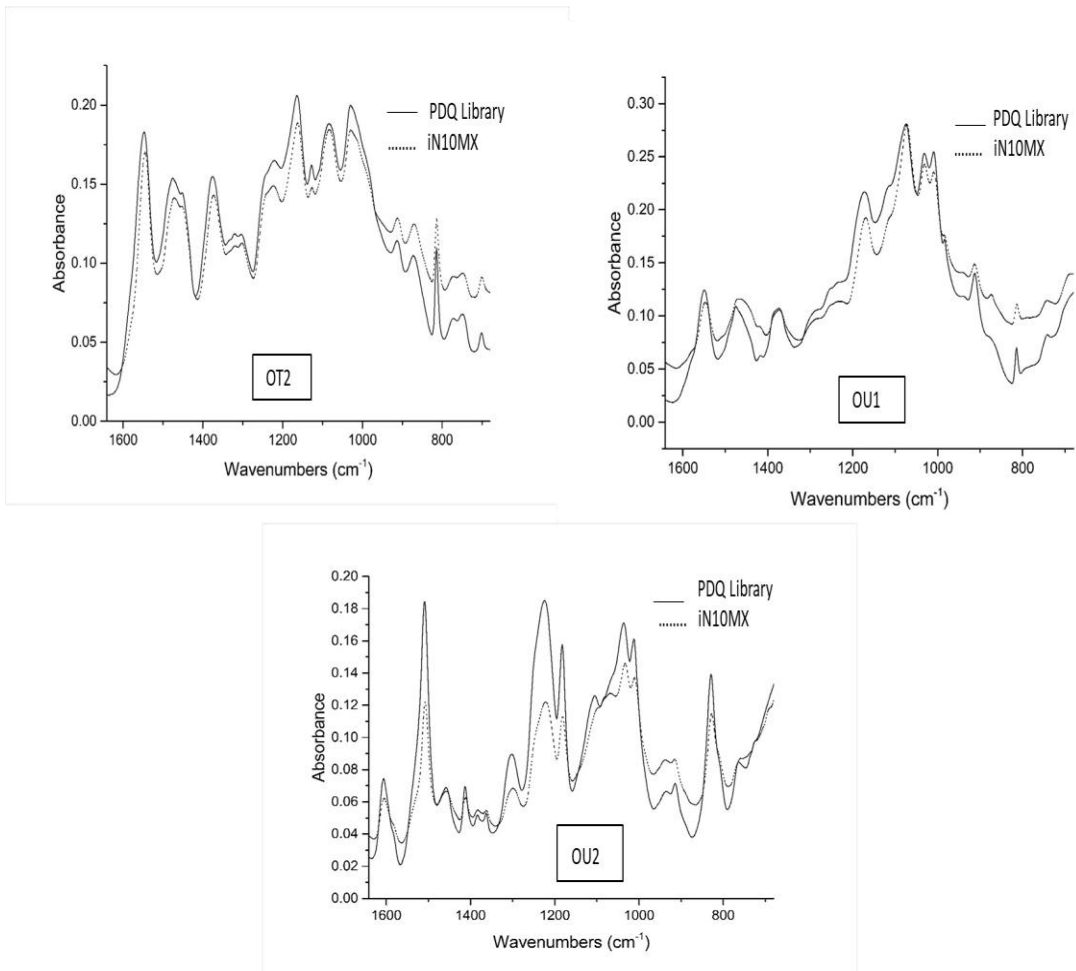 PDQ Library
iN10MX
0.20
0.15
0.10
0.05
0.00
Absorbance
OT2
1600 1400 1200 1000 800
Wavenumbers (cm⁻¹)
PDQ Library
iN10MX
0.30
0.25
0.20
0.15
0.10
0.05
0.00
Absorbance
OU1
1600 1400 1200 1000 800
Wavenumbers (cm⁻¹)
PDQ Library
iN10MX
0.20
0.18
0.16
0.14
0.12
0.10
0.08
0.06
0.04
0.02
0.00
Absorbance
OU2
1600 1400 1200 1000 800
Wavenumbers (cm⁻¹)